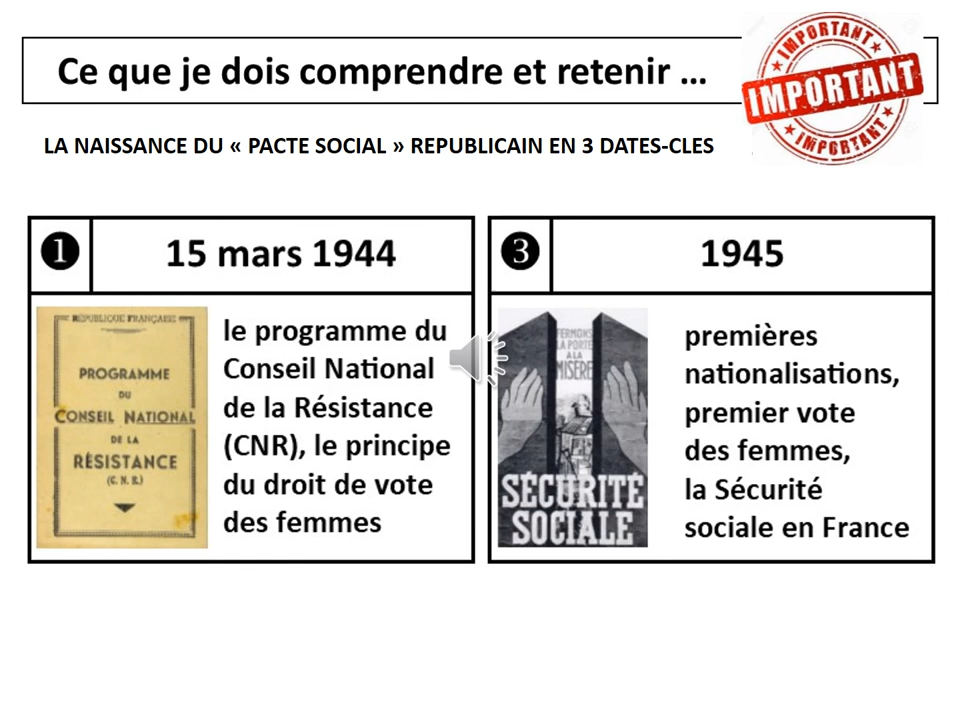 Ce que je dois comprendre et retenir …
IMPORTANT
IMPORTANT
IMPORTANT
LA NAISSANCE DU « PACTE SOCIAL » REPUBLICAIN EN 3 DATES-CLES
❶
15 mars 1944
RÉPUBLIQUE FRANÇAISE
PROGRAMME
DU
CONSEIL NATIONAL
DE LA
RÉSISTANCE
(C. N. R.)
le programme du
Conseil National
de la Résistance
(CNR), le principe
du droit de vote
des femmes
❸
1945
FERMONS
LA PORTE
A LA
MISÈRE
SÉCURITÉ
SOCIALE
premières
nationalisations,
premier vote
des femmes,
la Sécurité
sociale en France